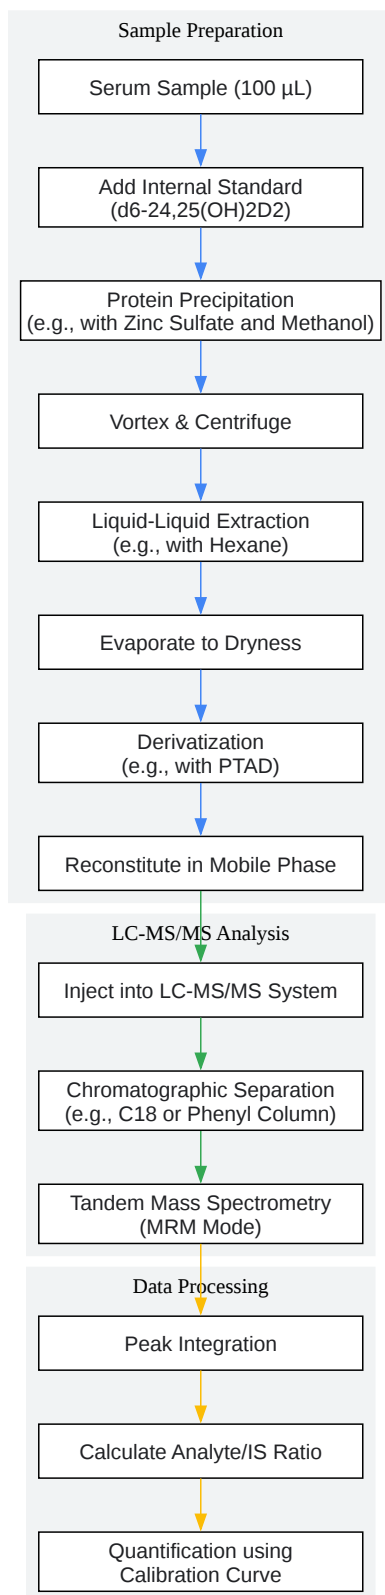 Sample Preparation
Serum Sample (100 µL)
Add Internal Standard
(d6-24,25(OH)2D2)
Protein Precipitation
(e.g., with Zinc Sulfate and Methanol)
Vortex & Centrifuge
Liquid-Liquid Extraction
(e.g., with Hexane)
Evaporate to Dryness
Derivatization
(e.g., with PTAD)
Reconstitute in Mobile Phase
LC-MS/MS Analysis
Inject into LC-MS/MS System
Chromatographic Separation
(e.g., C18 or Phenyl Column)
Tandem Mass Spectrometry
(MRM Mode)
Data Processing
Peak Integration
Calculate Analyte/IS Ratio
Quantification using
Calibration Curve